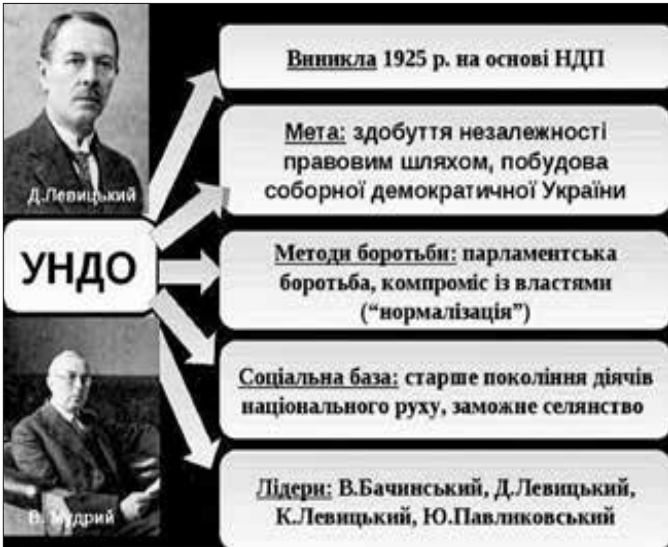 Виникла 1925 р. на основі НДП
Мета: здобуття незалежності
правовим шляхом, побудова
соборної демократичної України
Д.Левицький
УНДО
Методи боротьби: парламентська
боротьба, компроміс із властями
(“нормалізація”)
Соціальна база: старше покоління діячів
національного руху, заможне селянство
В. Мудрий
Лідери: В.Бачинський, Д.Левицький,
К.Левицький, Ю.Павликовський